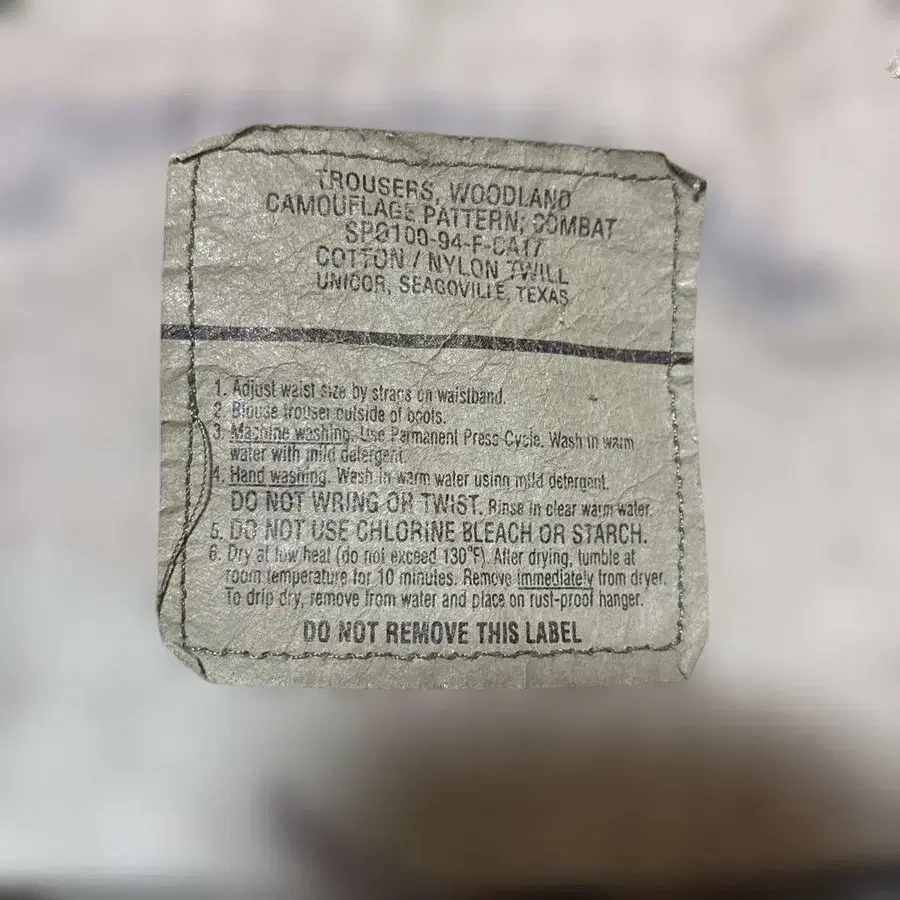 TROUSERS, WOODLAND
CAMOUFLAGE PATTERN; COMBAT
SPO100-94-F-CA17
COTTON / NYLON TWILL
UNICOR, SEAGOVILLE, TEXAS
1. Adjust waist size by straps on waistband.
2. Blouse trouser outside of boots.
3. Machine washing. Use Permanent Press Cycle. Wash in warm
water with mild detergent.
4. Hand washing. Wash in warm water using mild detergent.
DO NOT WRING OR TWIST. Rinse in clear warm water.
5. DO NOT USE CHLORINE BLEACH OR STARCH.
6. Dry at low heat (do not exceed 130°F). After drying, tumble at
room temperature for 10 minutes. Remove immediately from dryer.
To drip dry, remove from water and place on rust-proof hanger.
DO NOT REMOVE THIS LABEL